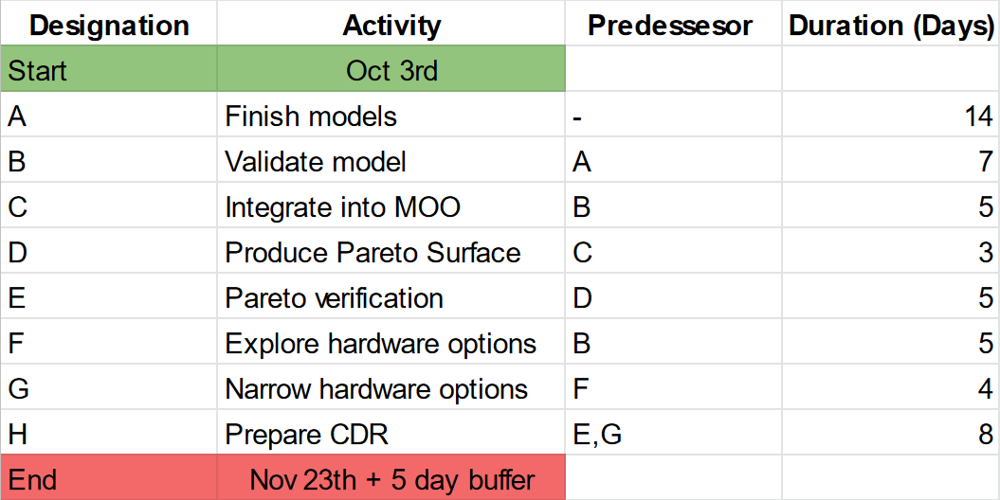 Designation Activity Predessesor Duration (Days)
Start Oct 3rd
A Finish models - 14
B Validate model A 7
C Integrate into MOO B 5
D Produce Pareto Surface C 3
E Pareto verification D 5
F Explore hardware options B 5
G Narrow hardware options F 4
H Prepare CDR E,G 8
End Nov 23th + 5 day buffer